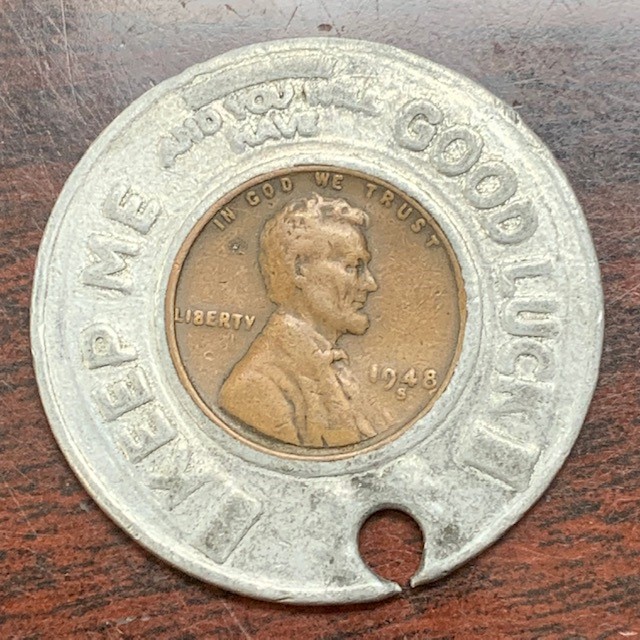 KEEP ME
AND YOU WILL
HAVE
GOOD LUCK
IN GOD WE TRUST
LIBERTY
1948
S